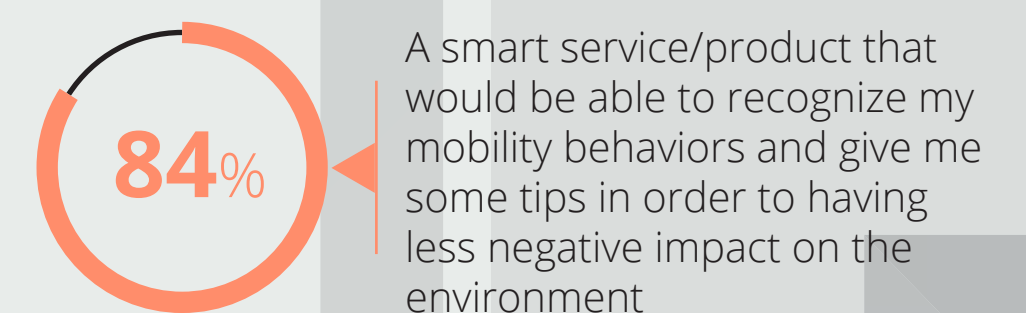 84%
A smart service/product that
would be able to recognize my
mobility behaviors and give me
some tips in order to having
less negative impact on the
environment